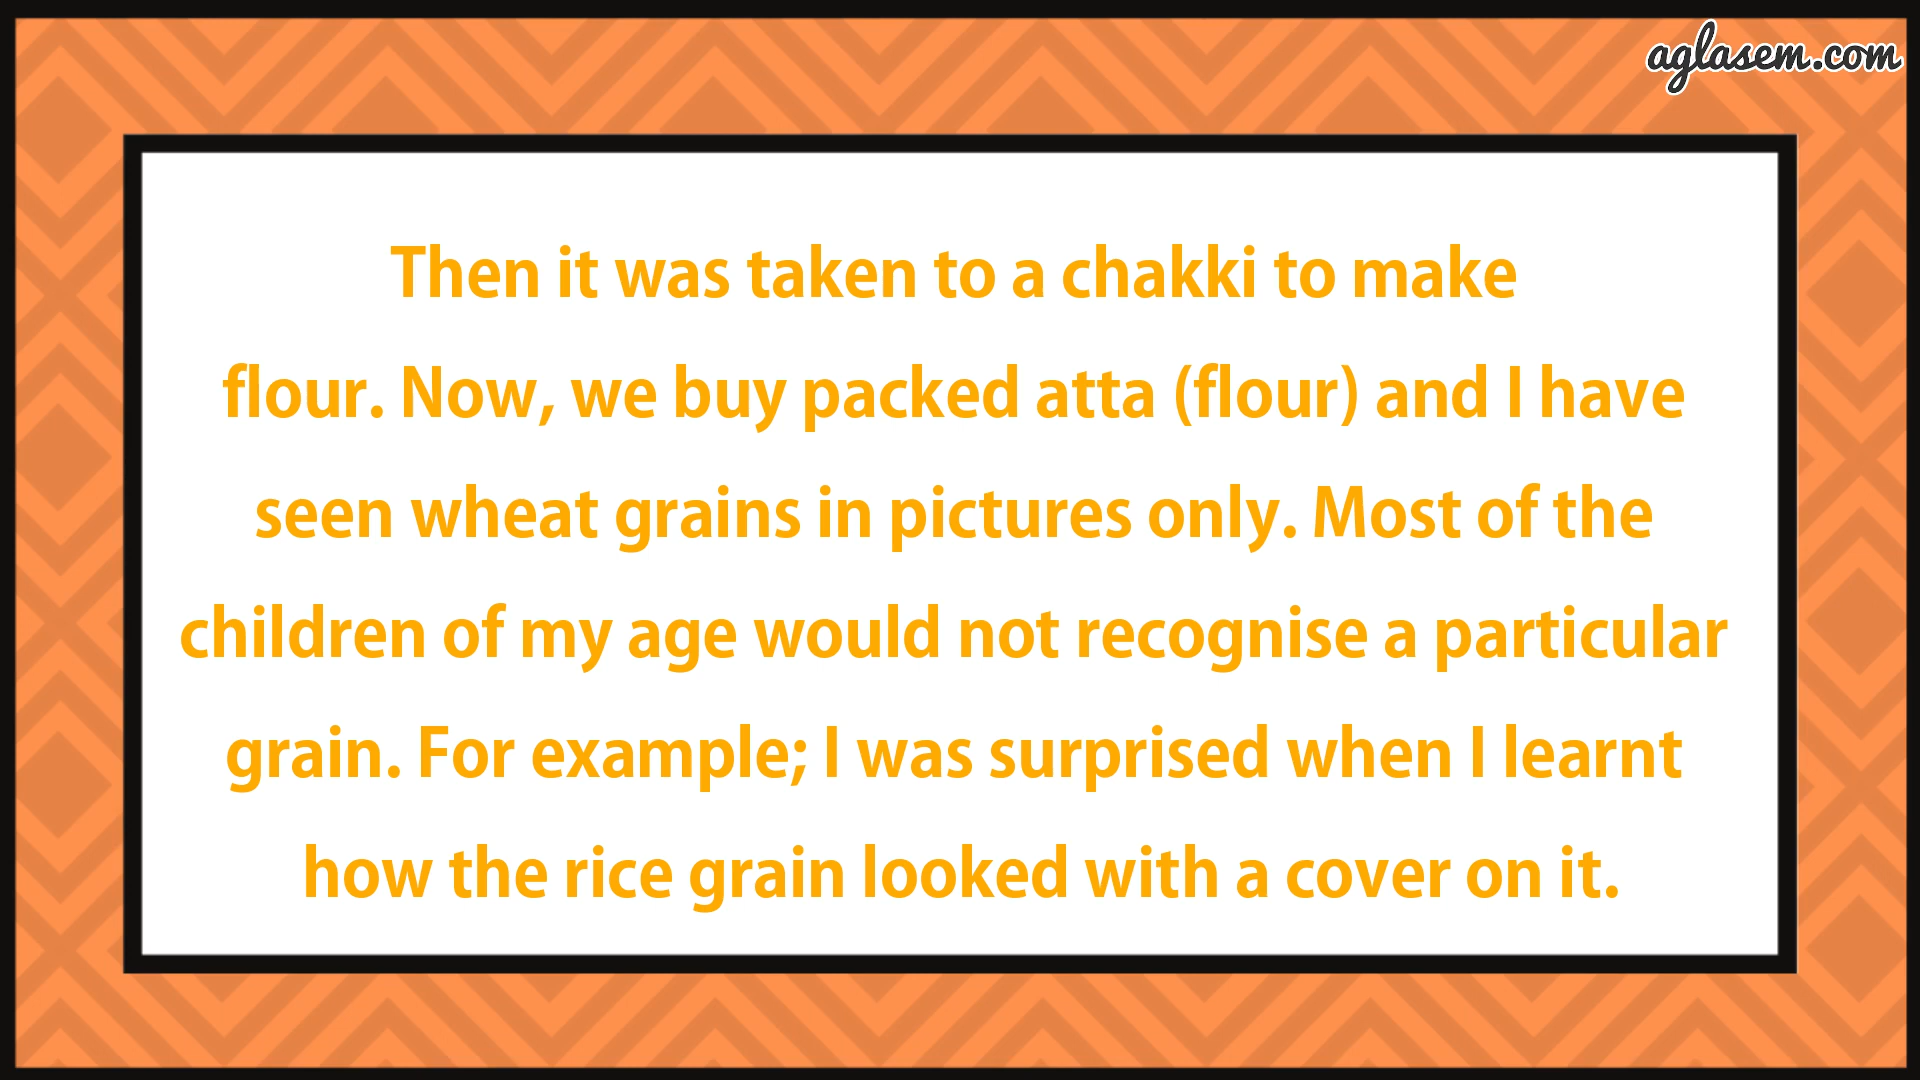 aglasem.com
Then it was taken to a chakki to make
flour. Now, we buy packed atta (flour) and I have
seen wheat grains in pictures only. Most of the
children of my age would not recognise a particular
grain. For example; I was surprised when I learnt
how the rice grain looked with a cover on it.